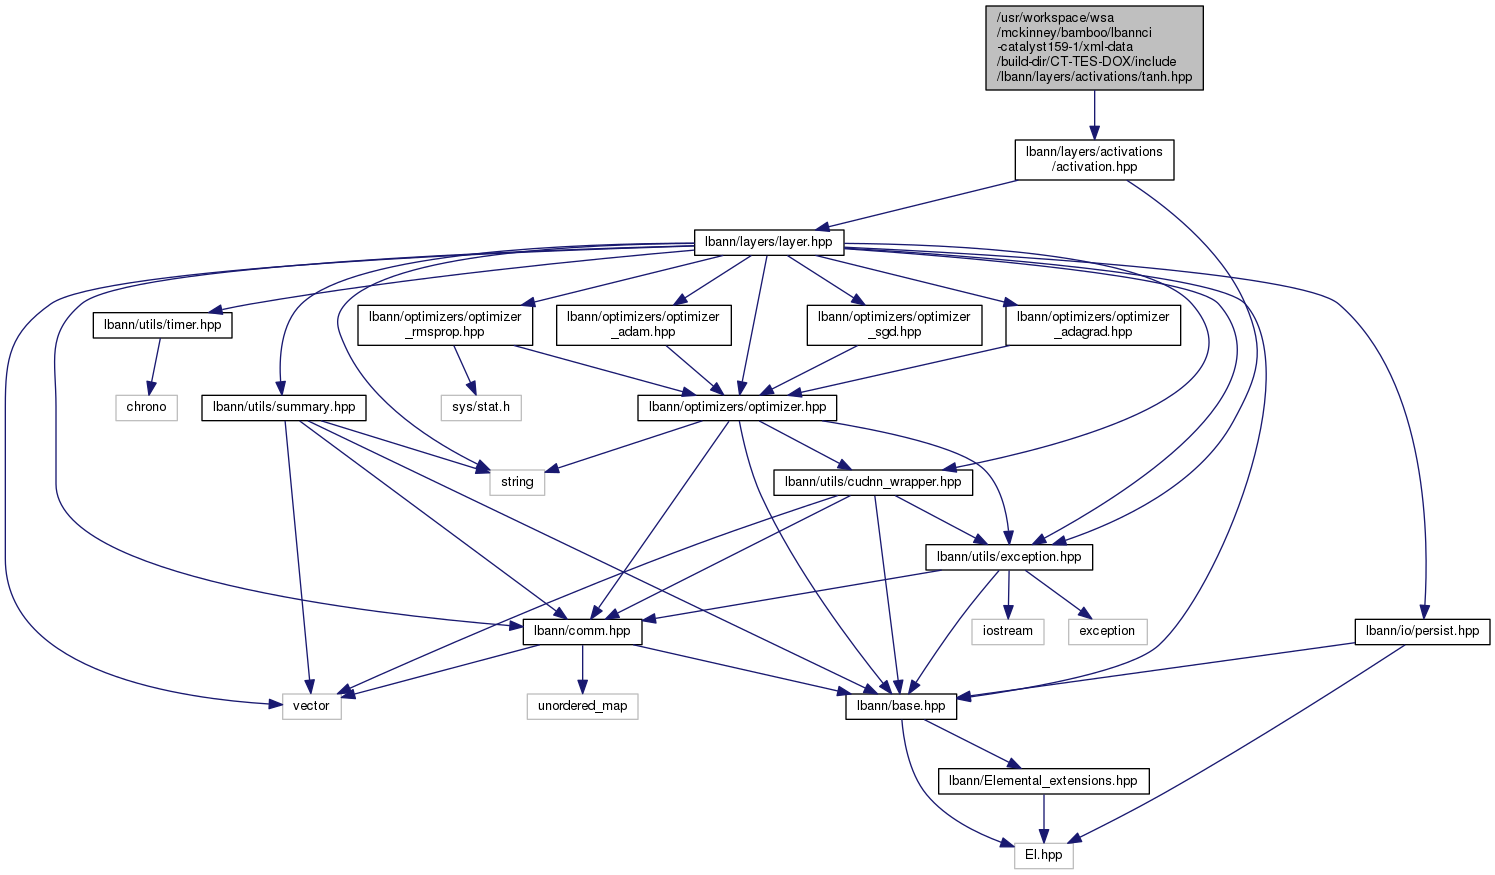 /usr/workspace/wsa
/mckinney/bamboo/lbannci
-catalyst159-1/xml-data
/build-dir/CT-TES-DOX/include
/lbann/layers/activations/tanh.hpp
lbann/layers/activations
/activation.hpp
lbann/layers/layer.hpp
lbann/utils/timer.hpp
lbann/optimizers/optimizer
_rmsprop.hpp
lbann/optimizers/optimizer
_adam.hpp
lbann/optimizers/optimizer
_sgd.hpp
lbann/optimizers/optimizer
_adagrad.hpp
chrono
lbann/utils/summary.hpp
sys/stat.h
lbann/optimizers/optimizer.hpp
string
lbann/utils/cudnn_wrapper.hpp
lbann/utils/exception.hpp
lbann/comm.hpp
iostream
exception
lbann/io/persist.hpp
vector
unordered_map
lbann/base.hpp
lbann/Elemental_extensions.hpp
El.hpp